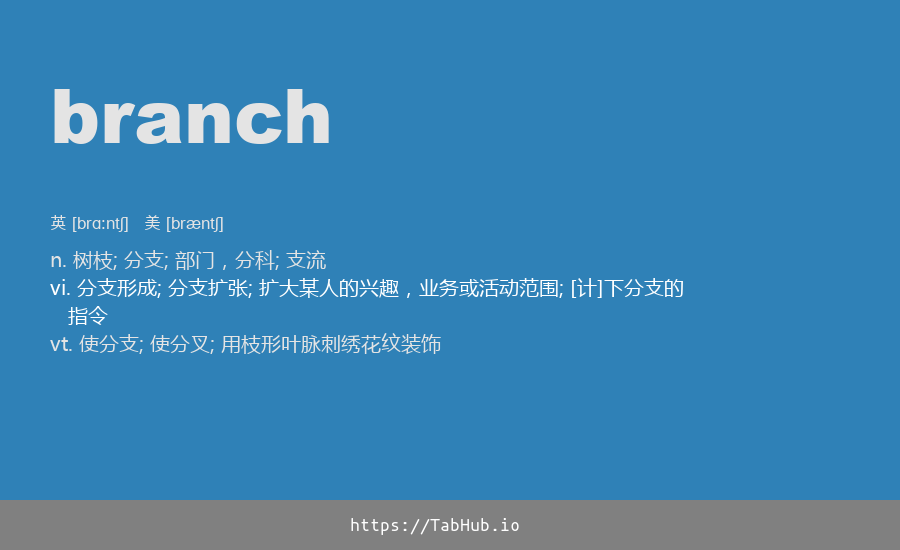 branch
英 [brɑ:ntʃ] 美 [bræntʃ]
n. 树枝; 分支; 部门，分科; 支流
vi. 分支形成; 分支扩张; 扩大某人的兴趣，业务或活动范围; [计]下分支的
指令
vt. 使分支; 使分叉; 用枝形叶脉刺绣花纹装饰
https://TabHub.io